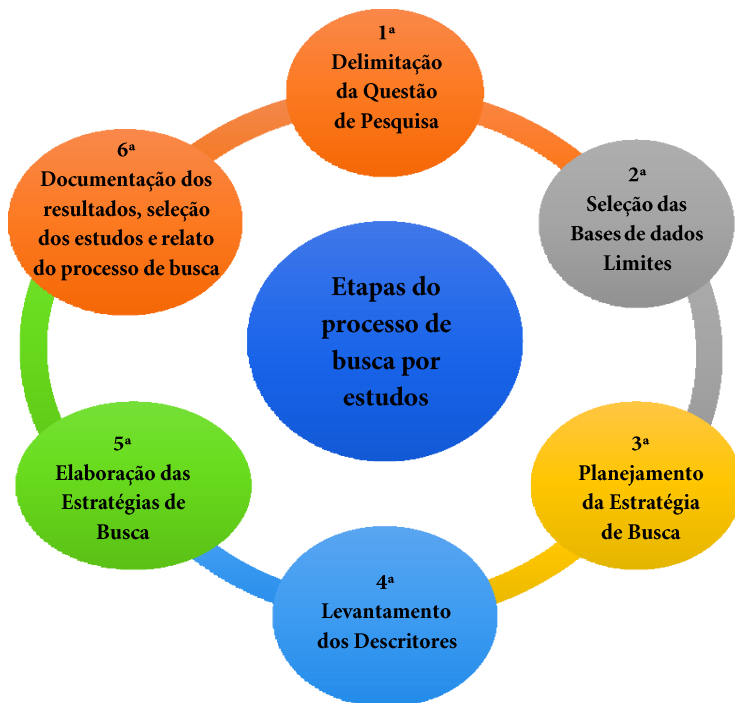 1ª
Delimitação
da Questão
de Pesquisa
2ª
Seleção das
Bases de dados
Limites
3ª
Planejamento
da Estratégia
de Busca
4ª
Levantamento
dos Descritores
5ª
Elaboração das
Estratégias de
Busca
6ª
Documentação dos
resultados, seleção
dos estudos e relato
do processo de busca
Etapas do
processo de
busca por
estudos